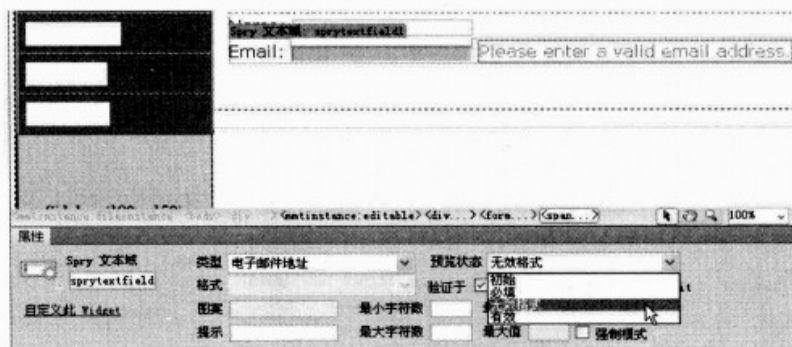 Spry 文本域: sprytextfield1
Email:
Please enter a valid email address.
<mmtinstance:editable> <div...> <form...> <span...>
100%
属性
Spry 文本域
类型 电子邮件地址
预览状态 无效格式
sprytextfield
格式
验证于
初始
必填
自定义此 Widget
图案
最小字符数
有效
提示
最大字符数
最大值
强制模式